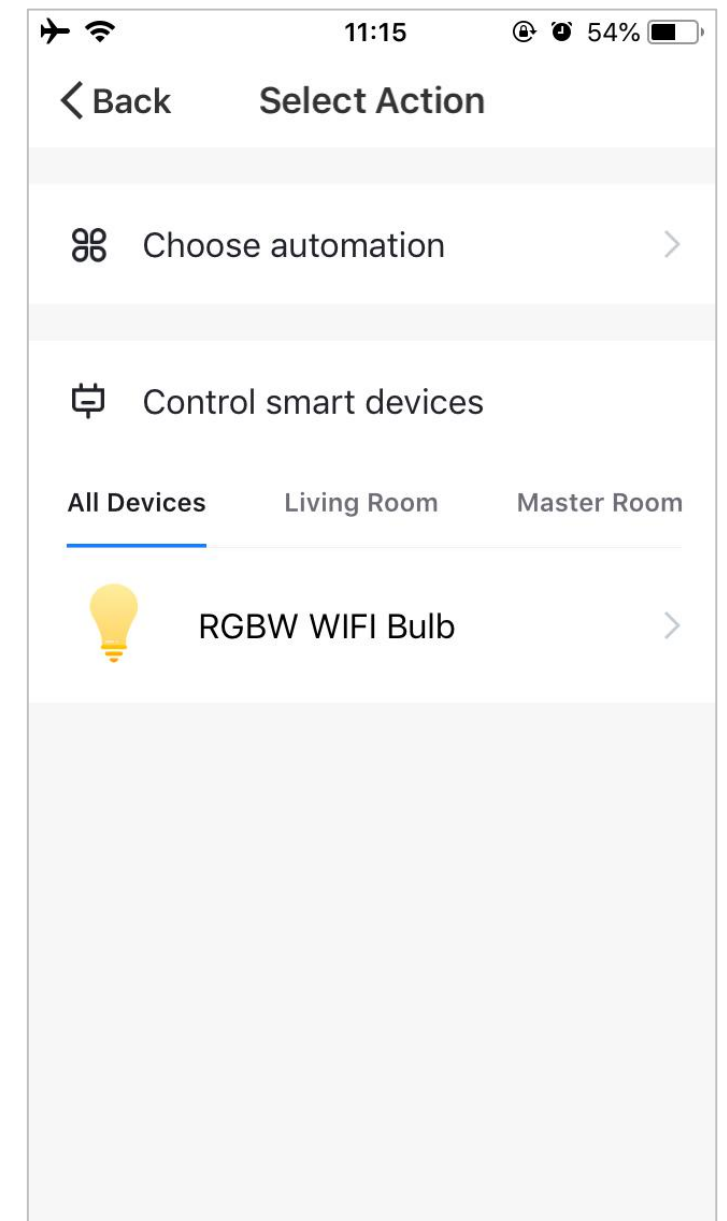 11:15 54%
Back Select Action
Choose automation
Control smart devices
All Devices Living Room Master Room
RGBW WIFI Bulb